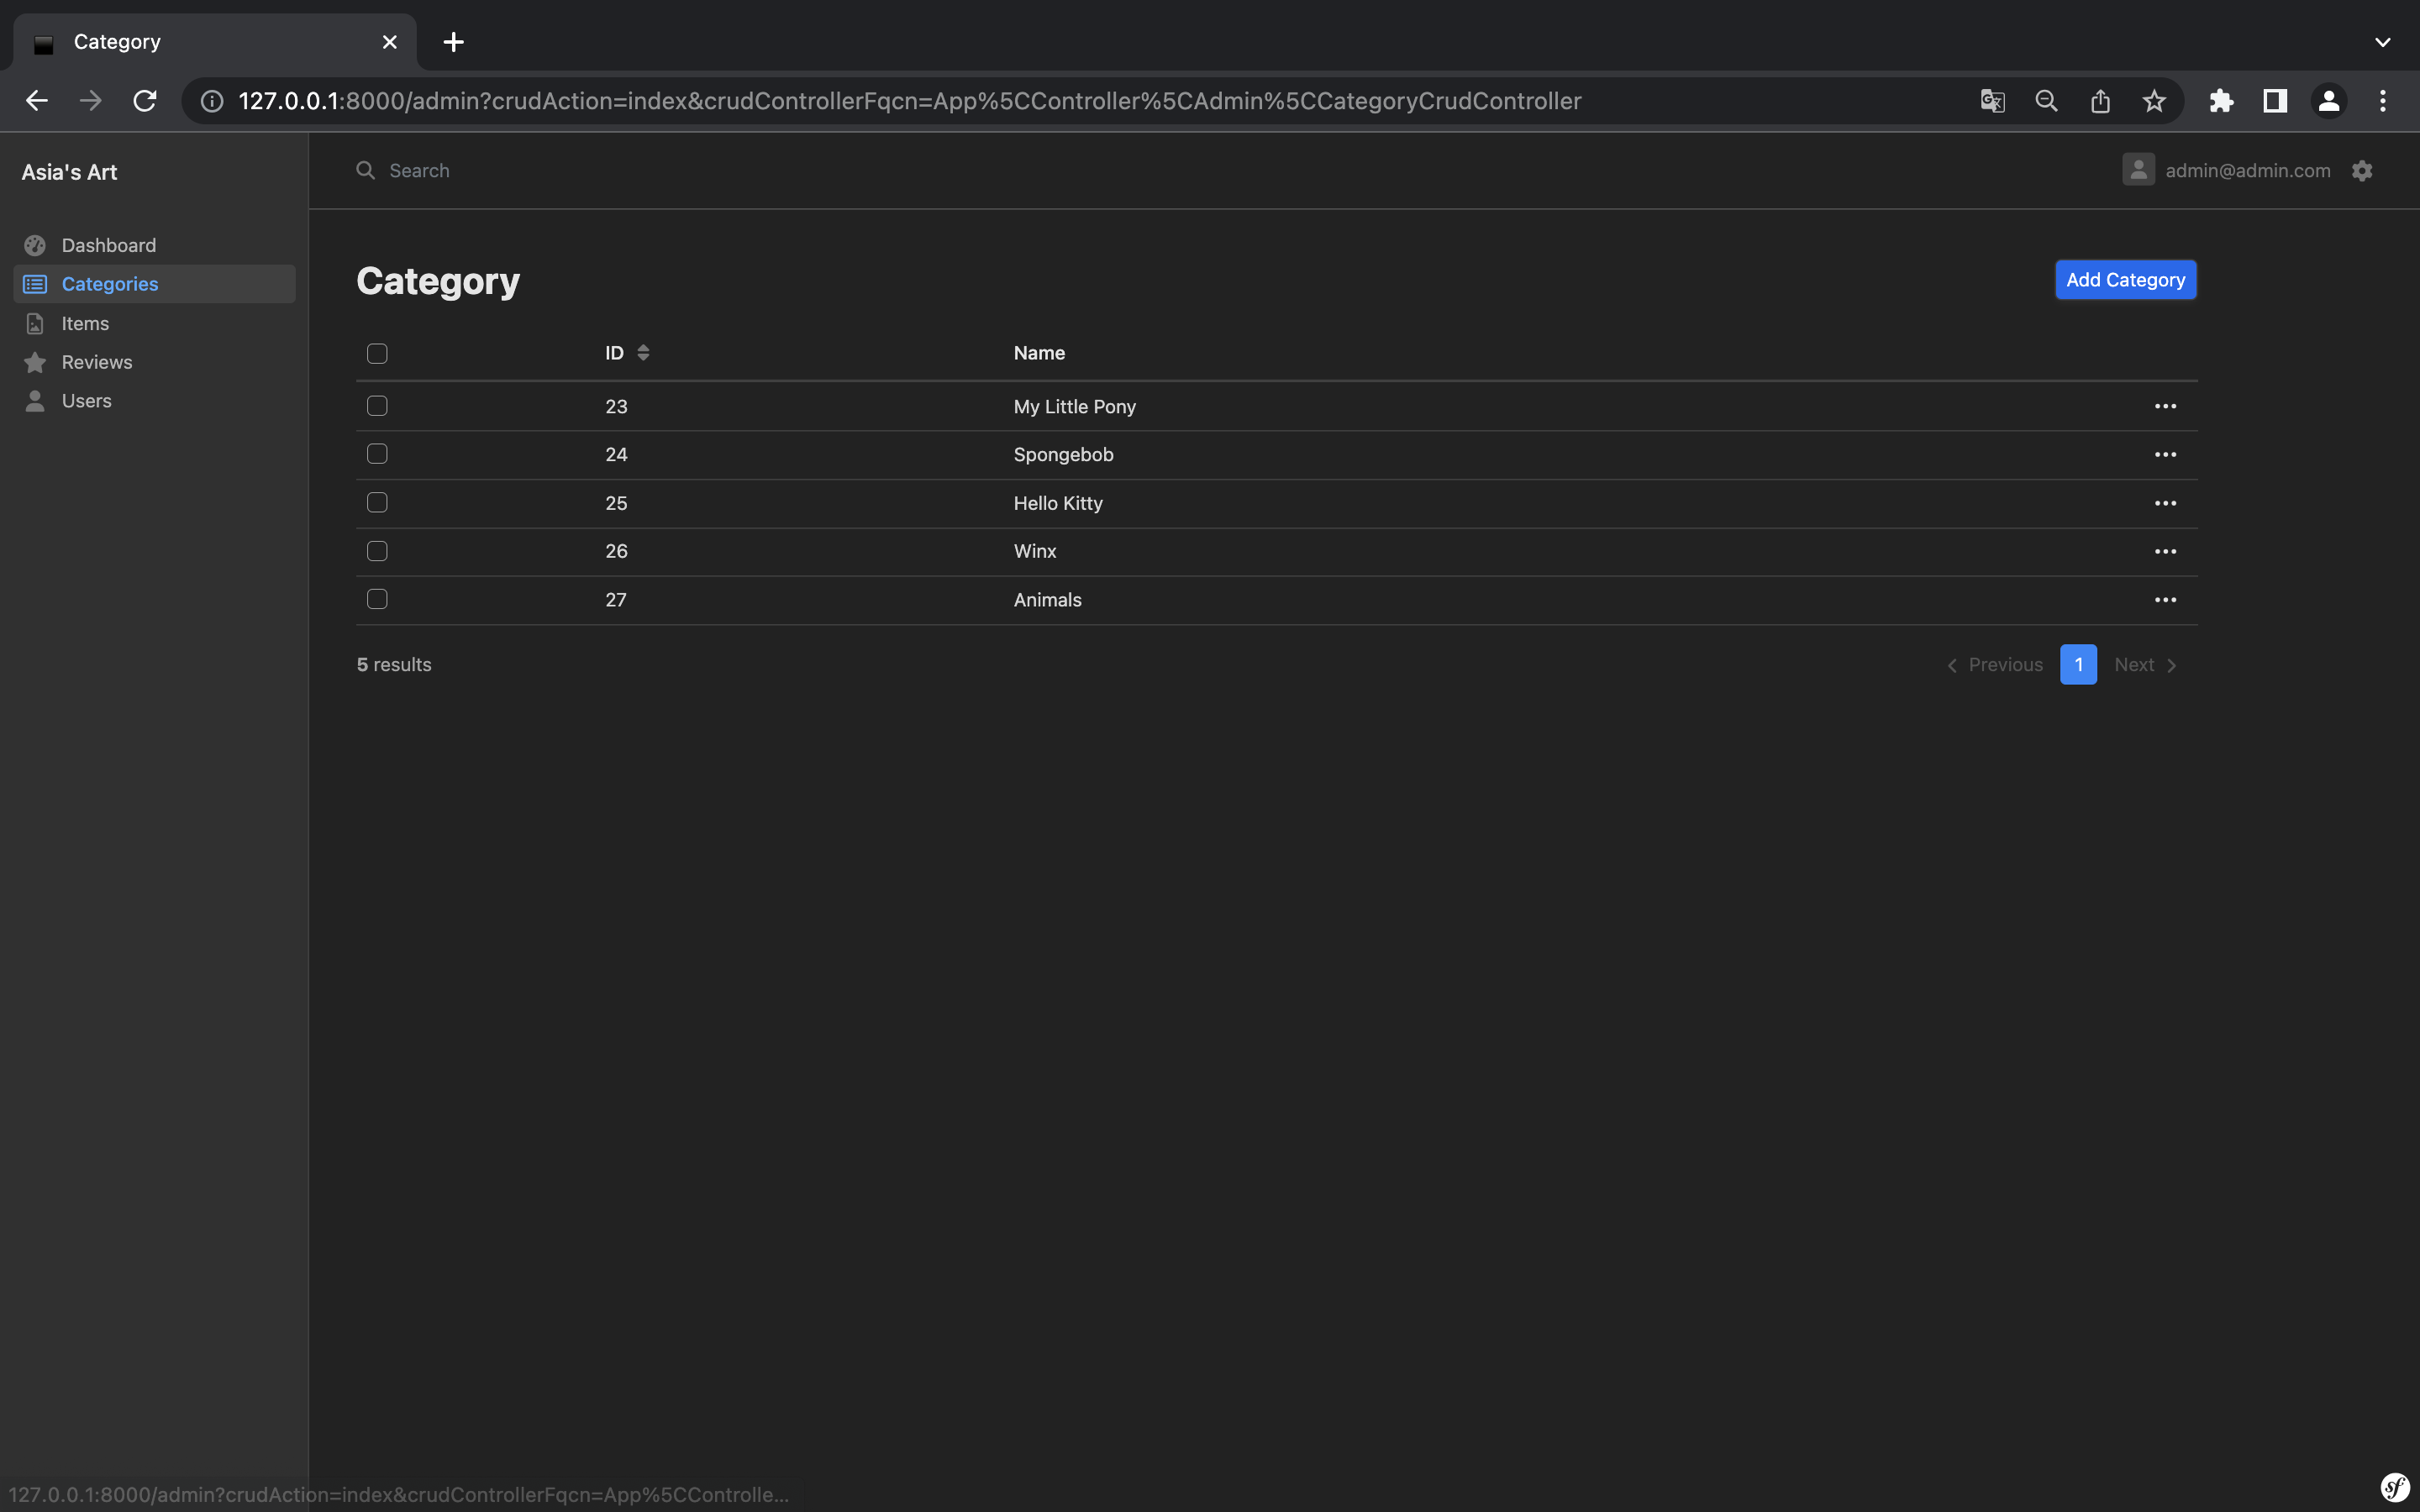 Category
127.0.0.1:8000/admin?crudAction=index&crudControllerFqcn=App%5CController%5CAdmin%5CCategoryCrudController
Asia's Art
Search
admin@admin.com
Dashboard
Categories
Items
Reviews
Users
Category
Add Category
ID Name
23 My Little Pony
24 Spongebob
25 Hello Kitty
26 Winx
27 Animals
5 results
Previous 1 Next
127.0.0.1:8000/admin?crudAction=index&crudControllerFqcn=App%5CControlle...
sf